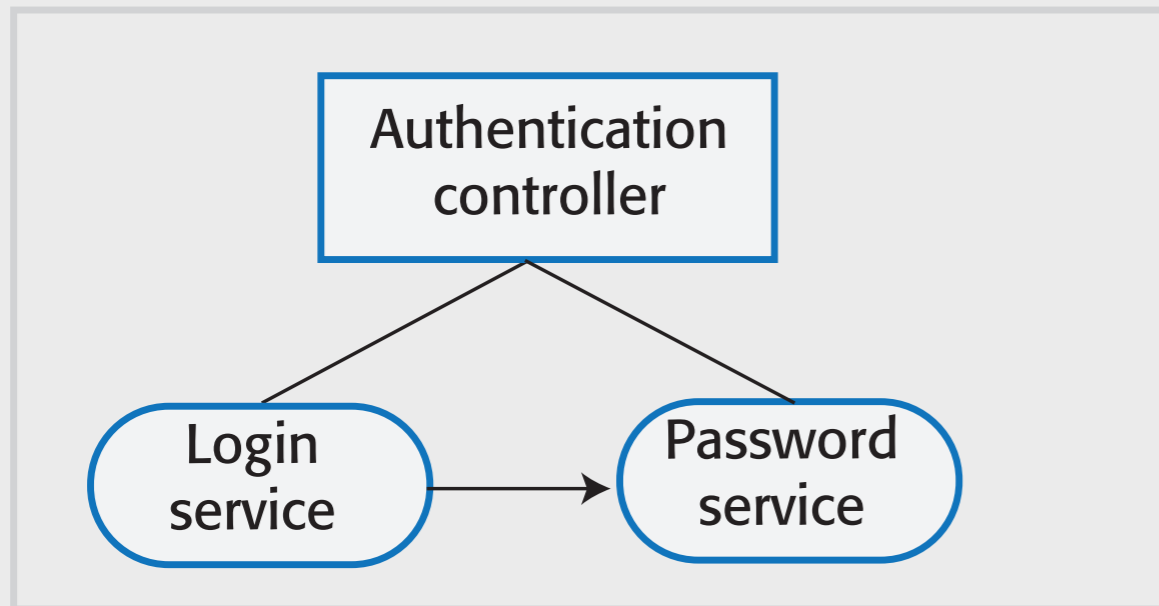 Authentication
controller
Login
service
Password
service